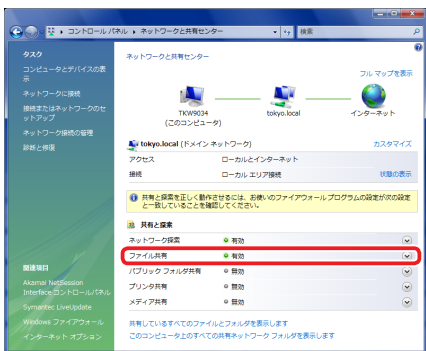 コントロール パネル ▸ ネットワークと共有センター
検索
タスク
コンピュータとデバイスの表
示
ネットワークに接続
接続またはネットワークのセ
ットアップ
ネットワーク接続の管理
診断と修復
ネットワークと共有センター
フル マップを表示
TKW9034
(このコンピュータ)
tokyo.local
インターネット
tokyo.local (ドメイン ネットワーク)
カスタマイズ
アクセス ローカルとインターネット
接続 ローカル エリア接続 状態の表示
共有と探索を正しく動作させるには、お使いのファイアウォール プログラムの設定が次の設定
と一致していることを確認してください。
共有と探索
ネットワーク探索 有効
ファイル共有 有効
パブリック フォルダ共有 無効
プリンタ共有 無効
メディア共有 無効
共有しているすべてのファイルとフォルダを表示します
このコンピュータ上のすべての共有ネットワーク フォルダを表示します
関連項目
Akamai NetSession
Interface コントロールパネル
Symantec LiveUpdate
Windows ファイアウォール
インターネット オプション